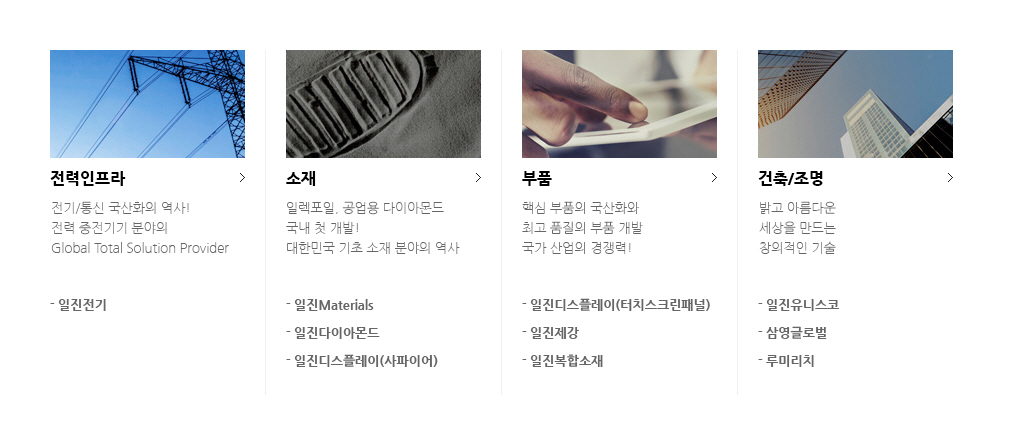 전력인프라
전기/통신 국산화의 역사!
전력 중전기기 분야의
Global Total Solution Provider
- 일진전기
소재
일렉포일, 공업용 다이아몬드
국내 첫 개발!
대한민국 기초 소재 분야의 역사
- 일진Materials
- 일진다이아몬드
- 일진디스플레이(사파이어)
부품
핵심 부품의 국산화와
최고 품질의 부품 개발
국가 산업의 경쟁력!
- 일진디스플레이(터치스크린패널)
- 일진제강
- 일진복합소재
건축/조명
밝고 아름다운
세상을 만드는
창의적인 기술
- 일진유니스코
- 삼영글로벌
- 루미리치